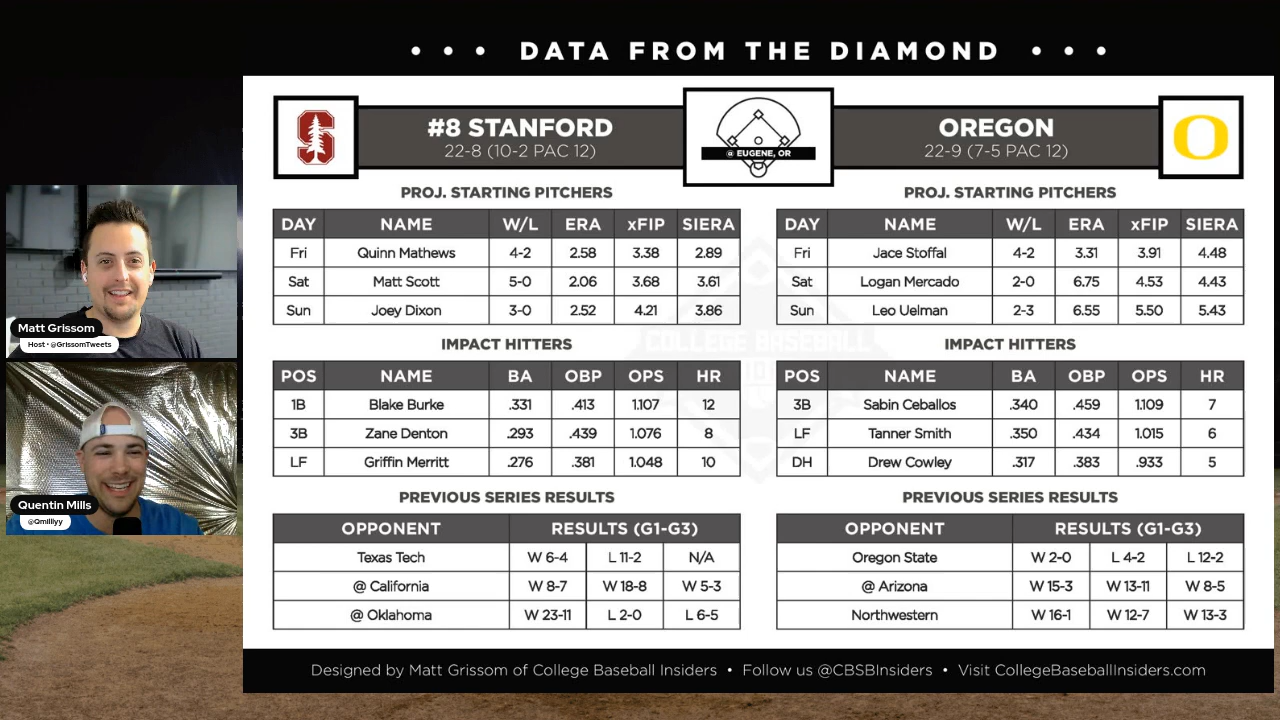 • • • DATA FROM THE DIAMOND • • •
#8 STANFORD
22-8 (10-2 PAC 12)
@ EUGENE, OR
OREGON
22-9 (7-5 PAC 12)
PROJ. STARTING PITCHERS
DAY NAME W/L ERA xFIP SIERA
Fri Quinn Mathews 4-2 2.58 3.38 2.89
Sat Matt Scott 5-0 2.06 3.68 3.61
Sun Joey Dixon 3-0 2.52 4.21 3.86
IMPACT HITTERS
POS NAME BA OBP OPS HR
1B Blake Burke .331 .413 1.107 12
3B Zane Denton .293 .439 1.076 8
LF Griffin Merritt .276 .381 1.048 10
PREVIOUS SERIES RESULTS
OPPONENT RESULTS (G1-G3)
Texas Tech W 6-4 L 11-2 N/A
@ California W 8-7 W 18-8 W 5-3
@ Oklahoma W 23-11 L 2-0 L 6-5
PROJ. STARTING PITCHERS
DAY NAME W/L ERA xFIP SIERA
Fri Jace Stoffal 4-2 3.31 3.91 4.48
Sat Logan Mercado 2-0 6.75 4.53 4.43
Sun Leo Uelman 2-3 6.55 5.50 5.43
IMPACT HITTERS
POS NAME BA OBP OPS HR
3B Sabin Ceballos .340 .459 1.109 7
LF Tanner Smith .350 .434 1.015 6
DH Drew Cowley .317 .383 .933 5
PREVIOUS SERIES RESULTS
OPPONENT RESULTS (G1-G3)
Oregon State W 2-0 L 4-2 L 12-2
@ Arizona W 15-3 W 13-11 W 8-5
Northwestern W 16-1 W 12-7 W 13-3
COLLEGE BASEBALL
Matt Grissom
Host • @GrissomTweets
Quentin Mills
@Qmillyy
Designed by Matt Grissom of College Baseball Insiders • Follow us @CBSBInsiders • Visit CollegeBaseballInsiders.com